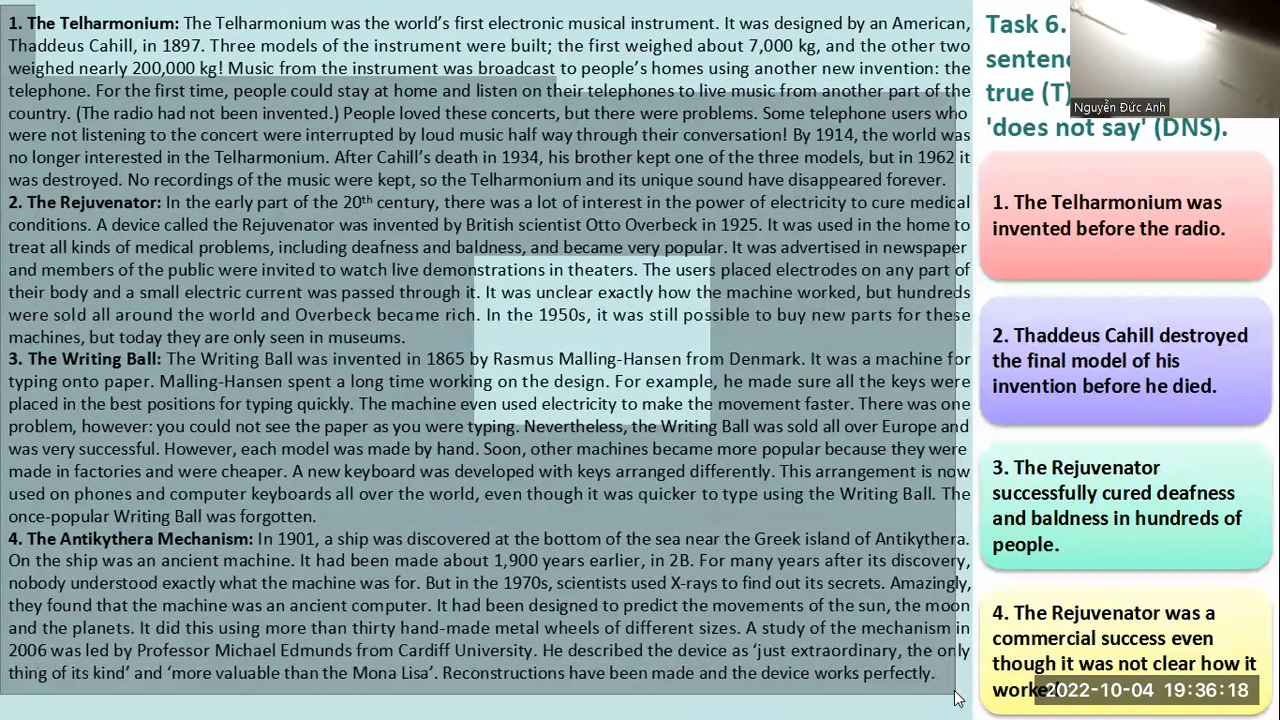 1. The Telharmonium: The Telharmonium was the world's first electronic musical instrument. It was designed by an American,
Thaddeus Cahill, in 1897. Three models of the instrument were built; the first weighed about 7,000 kg, and the other two
weighed nearly 200,000 kg! Music from the instrument was broadcast to people's homes using another new invention: the
telephone. For the first time, people could stay at home and listen on their telephones to live music from another part of the
country. (The radio had not been invented.) People loved these concerts, but there were problems. Some telephone users who
were not listening to the concert were interrupted by loud music half way through their conversation! By 1914, the world was
no longer interested in the Telharmonium. After Cahill's death in 1934, his brother kept one of the three models, but in 1962 it
was destroyed. No recordings of the music were kept, so the Telharmonium and its unique sound have disappeared forever.
2. The Rejuvenator: In the early part of the 20th century, there was a lot of interest in the power of electricity to cure medical
conditions. A device called the Rejuvenator was invented by British scientist Otto Overbeck in 1925. It was used in the home to
treat all kinds of medical problems, including deafness and baldness, and became very popular. It was advertised in newspaper
and members of the public were invited to watch live demonstrations in theaters. The users placed electrodes on any part of
their body and a small electric current was passed through it. It was unclear exactly how the machine worked, but hundreds
were sold all around the world and Overbeck became rich. In the 1950s, it was still possible to buy new parts for these
machines, but today they are only seen in museums.
3. The Writing Ball: The Writing Ball was invented in 1865 by Rasmus Malling-Hansen from Denmark. It was a machine for
typing onto paper. Malling-Hansen spent a long time working on the design. For example, he made sure all the keys were
placed in the best positions for typing quickly. The machine even used electricity to make the movement faster. There was one
problem, however: you could not see the paper as you were typing. Nevertheless, the Writing Ball was sold all over Europe and
was very successful. However, each model was made by hand. Soon, other machines became more popular because they were
made in factories and were cheaper. A new keyboard was developed with keys arranged differently. This arrangement is now
used on phones and computer keyboards all over the world, even though it was quicker to type using the Writing Ball. The
once-popular Writing Ball was forgotten.
4. The Antikythera Mechanism: In 1901, a ship was discovered at the bottom of the sea near the Greek island of Antikythera.
On the ship was an ancient machine. It had been made about 1,900 years earlier, in 2B. For many years after its discovery,
nobody understood exactly what the machine was for. But in the 1970s, scientists used X-rays to find out its secrets. Amazingly,
they found that the machine was an ancient computer. It had been designed to predict the movements of the sun, the moon
and the planets. It did this using more than thirty hand-made metal wheels of different sizes. A study of the mechanism in
2006 was led by Professor Michael Edmunds from Cardiff University. He described the device as 'just extraordinary, the only
thing of its kind' and 'more valuable than the Mona Lisa'. Reconstructions have been made and the device works perfectly.
Task 6.
true (T)
'does not say' (DNS).
Nguyễn Đức Anh
1. The Telharmonium was
invented before the radio.
2. Thaddeus Cahill destroyed
the final model of his
invention before he died.
3. The Rejuvenator
successfully cured deafness
and baldness in hundreds of
people.
4. The Rejuvenator was a
commercial success even
though it was not clear how it
2022-10-04 19:36:18